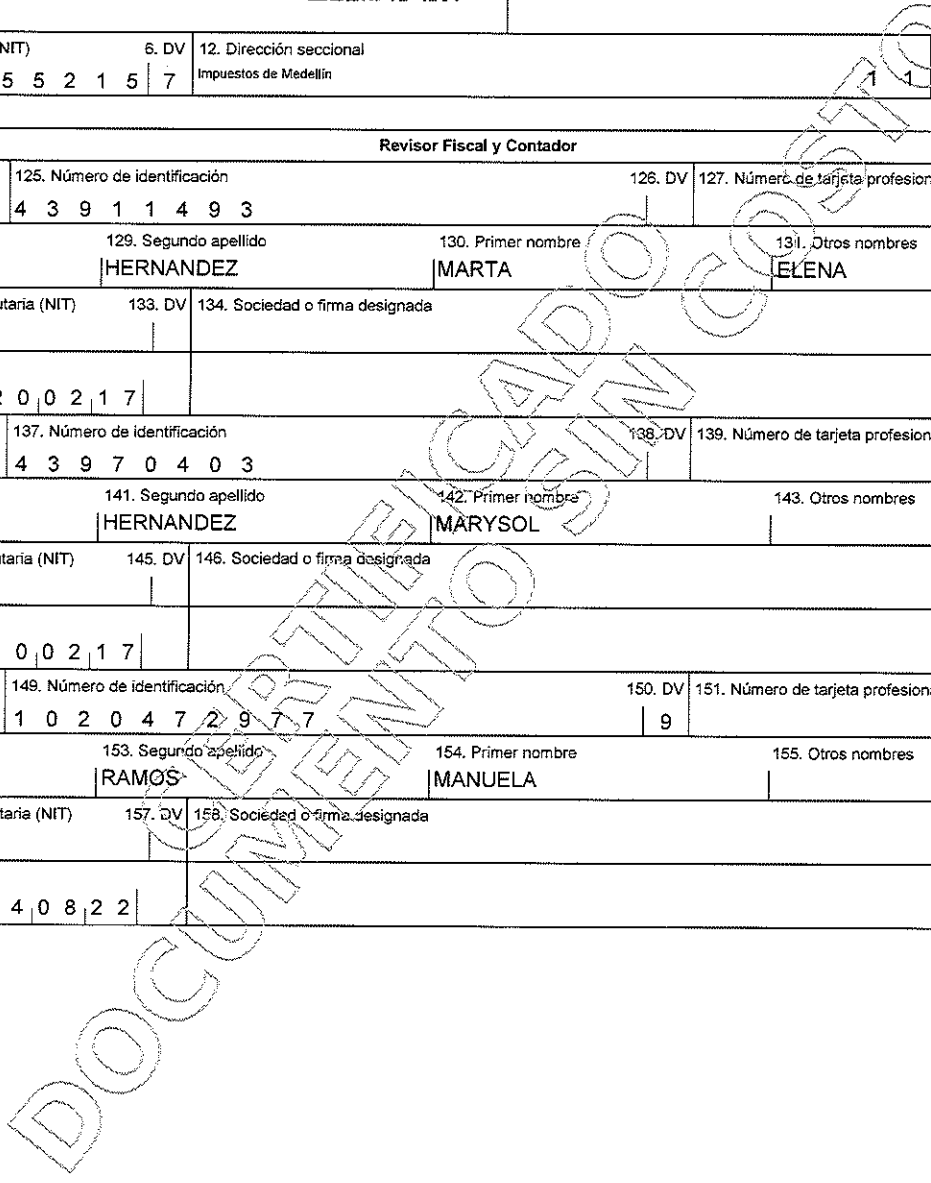 NIT) 6. DV 12. Dirección seccional
5 5 2 1 5 7 Impuestos de Medellín 1 1
Revisor Fiscal y Contador
125. Número de identificación 126. DV 127. Número de tarjeta profesion
4 3 9 1 1 4 9 3
129. Segundo apellido 130. Primer nombre 131. Otros nombres
HERNANDEZ MARTA ELENA
utaria (NIT) 133. DV 134. Sociedad o firma designada
0 0 2 1 7
137. Número de identificación 138. DV 139. Número de tarjeta profesion
4 3 9 7 0 4 0 3
141. Segundo apellido 142. Primer nombre 143. Otros nombres
HERNANDEZ MARYSOL
itaria (NIT) 145. DV 146. Sociedad o firma designada
0 0 2 1 7
149. Número de identificación 150. DV 151. Número de tarjeta profesiona
1 0 2 0 4 7 2 9 7 7 9
153. Segundo apellido 154. Primer nombre 155. Otros nombres
RAMOS MANUELA
taria (NIT) 157. DV 158. Sociedad o firma designada
4 0 8 2 2
CERTIFICADO
DOCUMENTO SIN COSTO